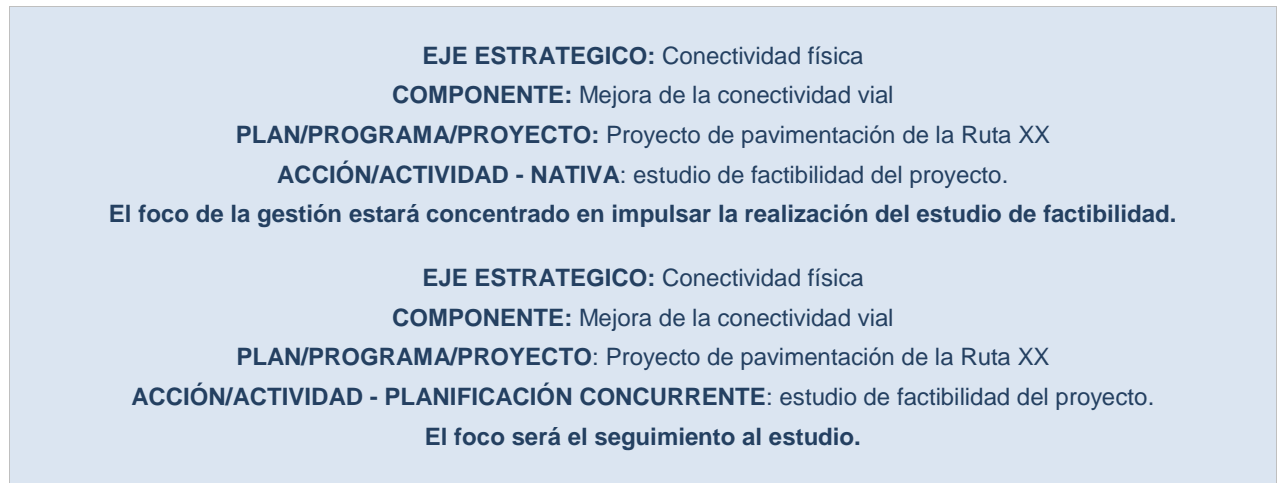 EJE ESTRATEGICO: Conectividad física
COMPONENTE: Mejora de la conectividad vial
PLAN/PROGRAMA/PROYECTO: Proyecto de pavimentación de la Ruta XX
ACCIÓN/ACTIVIDAD - NATIVA: estudio de factibilidad del proyecto.
El foco de la gestión estará concentrado en impulsar la realización del estudio de factibilidad.
EJE ESTRATEGICO: Conectividad física
COMPONENTE: Mejora de la conectividad vial
PLAN/PROGRAMA/PROYECTO: Proyecto de pavimentación de la Ruta XX
ACCIÓN/ACTIVIDAD - PLANIFICACIÓN CONCURRENTE: estudio de factibilidad del proyecto.
El foco será el seguimiento al estudio.